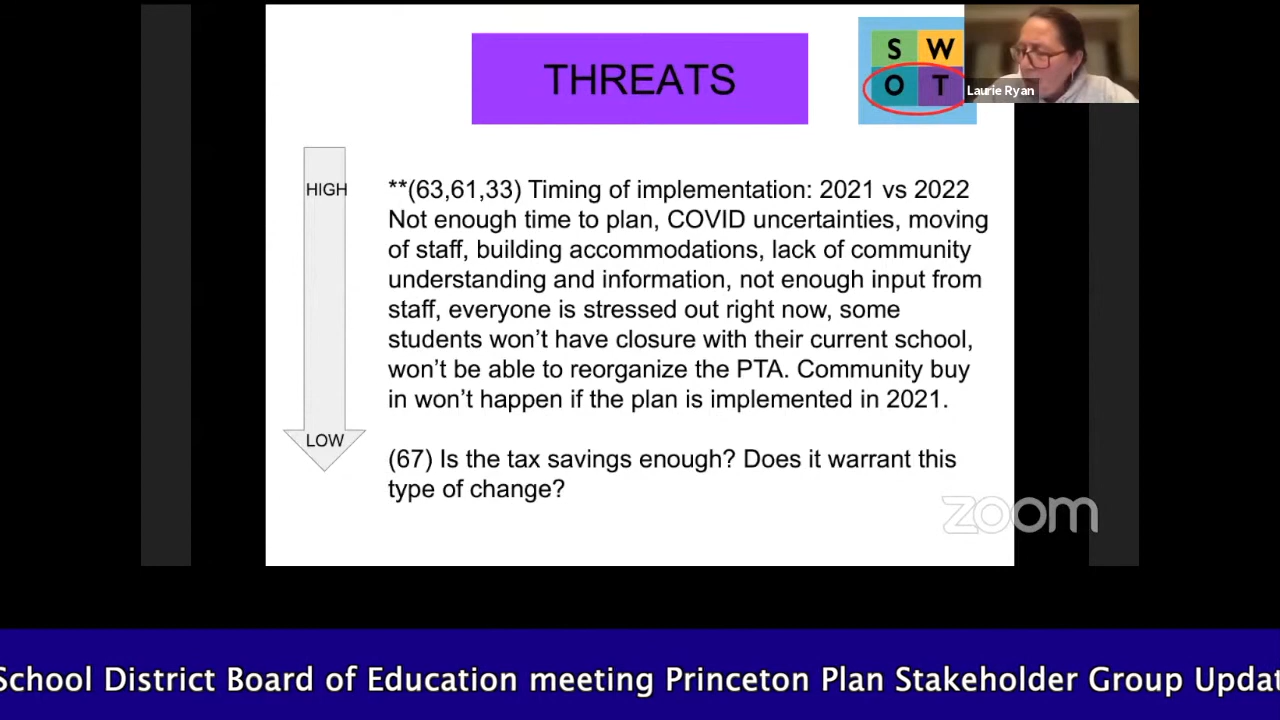 THREATS
S W
O T
Laurie Ryan
HIGH
**(63,61,33) Timing of implementation: 2021 vs 2022
Not enough time to plan, COVID uncertainties, moving
of staff, building accommodations, lack of community
understanding and information, not enough input from
staff, everyone is stressed out right now, some
students won’t have closure with their current school,
won’t be able to reorganize the PTA. Community buy
in won’t happen if the plan is implemented in 2021.
LOW
(67) Is the tax savings enough? Does it warrant this
type of change?
zoom
School District Board of Education meeting Princeton Plan Stakeholder Group Updat